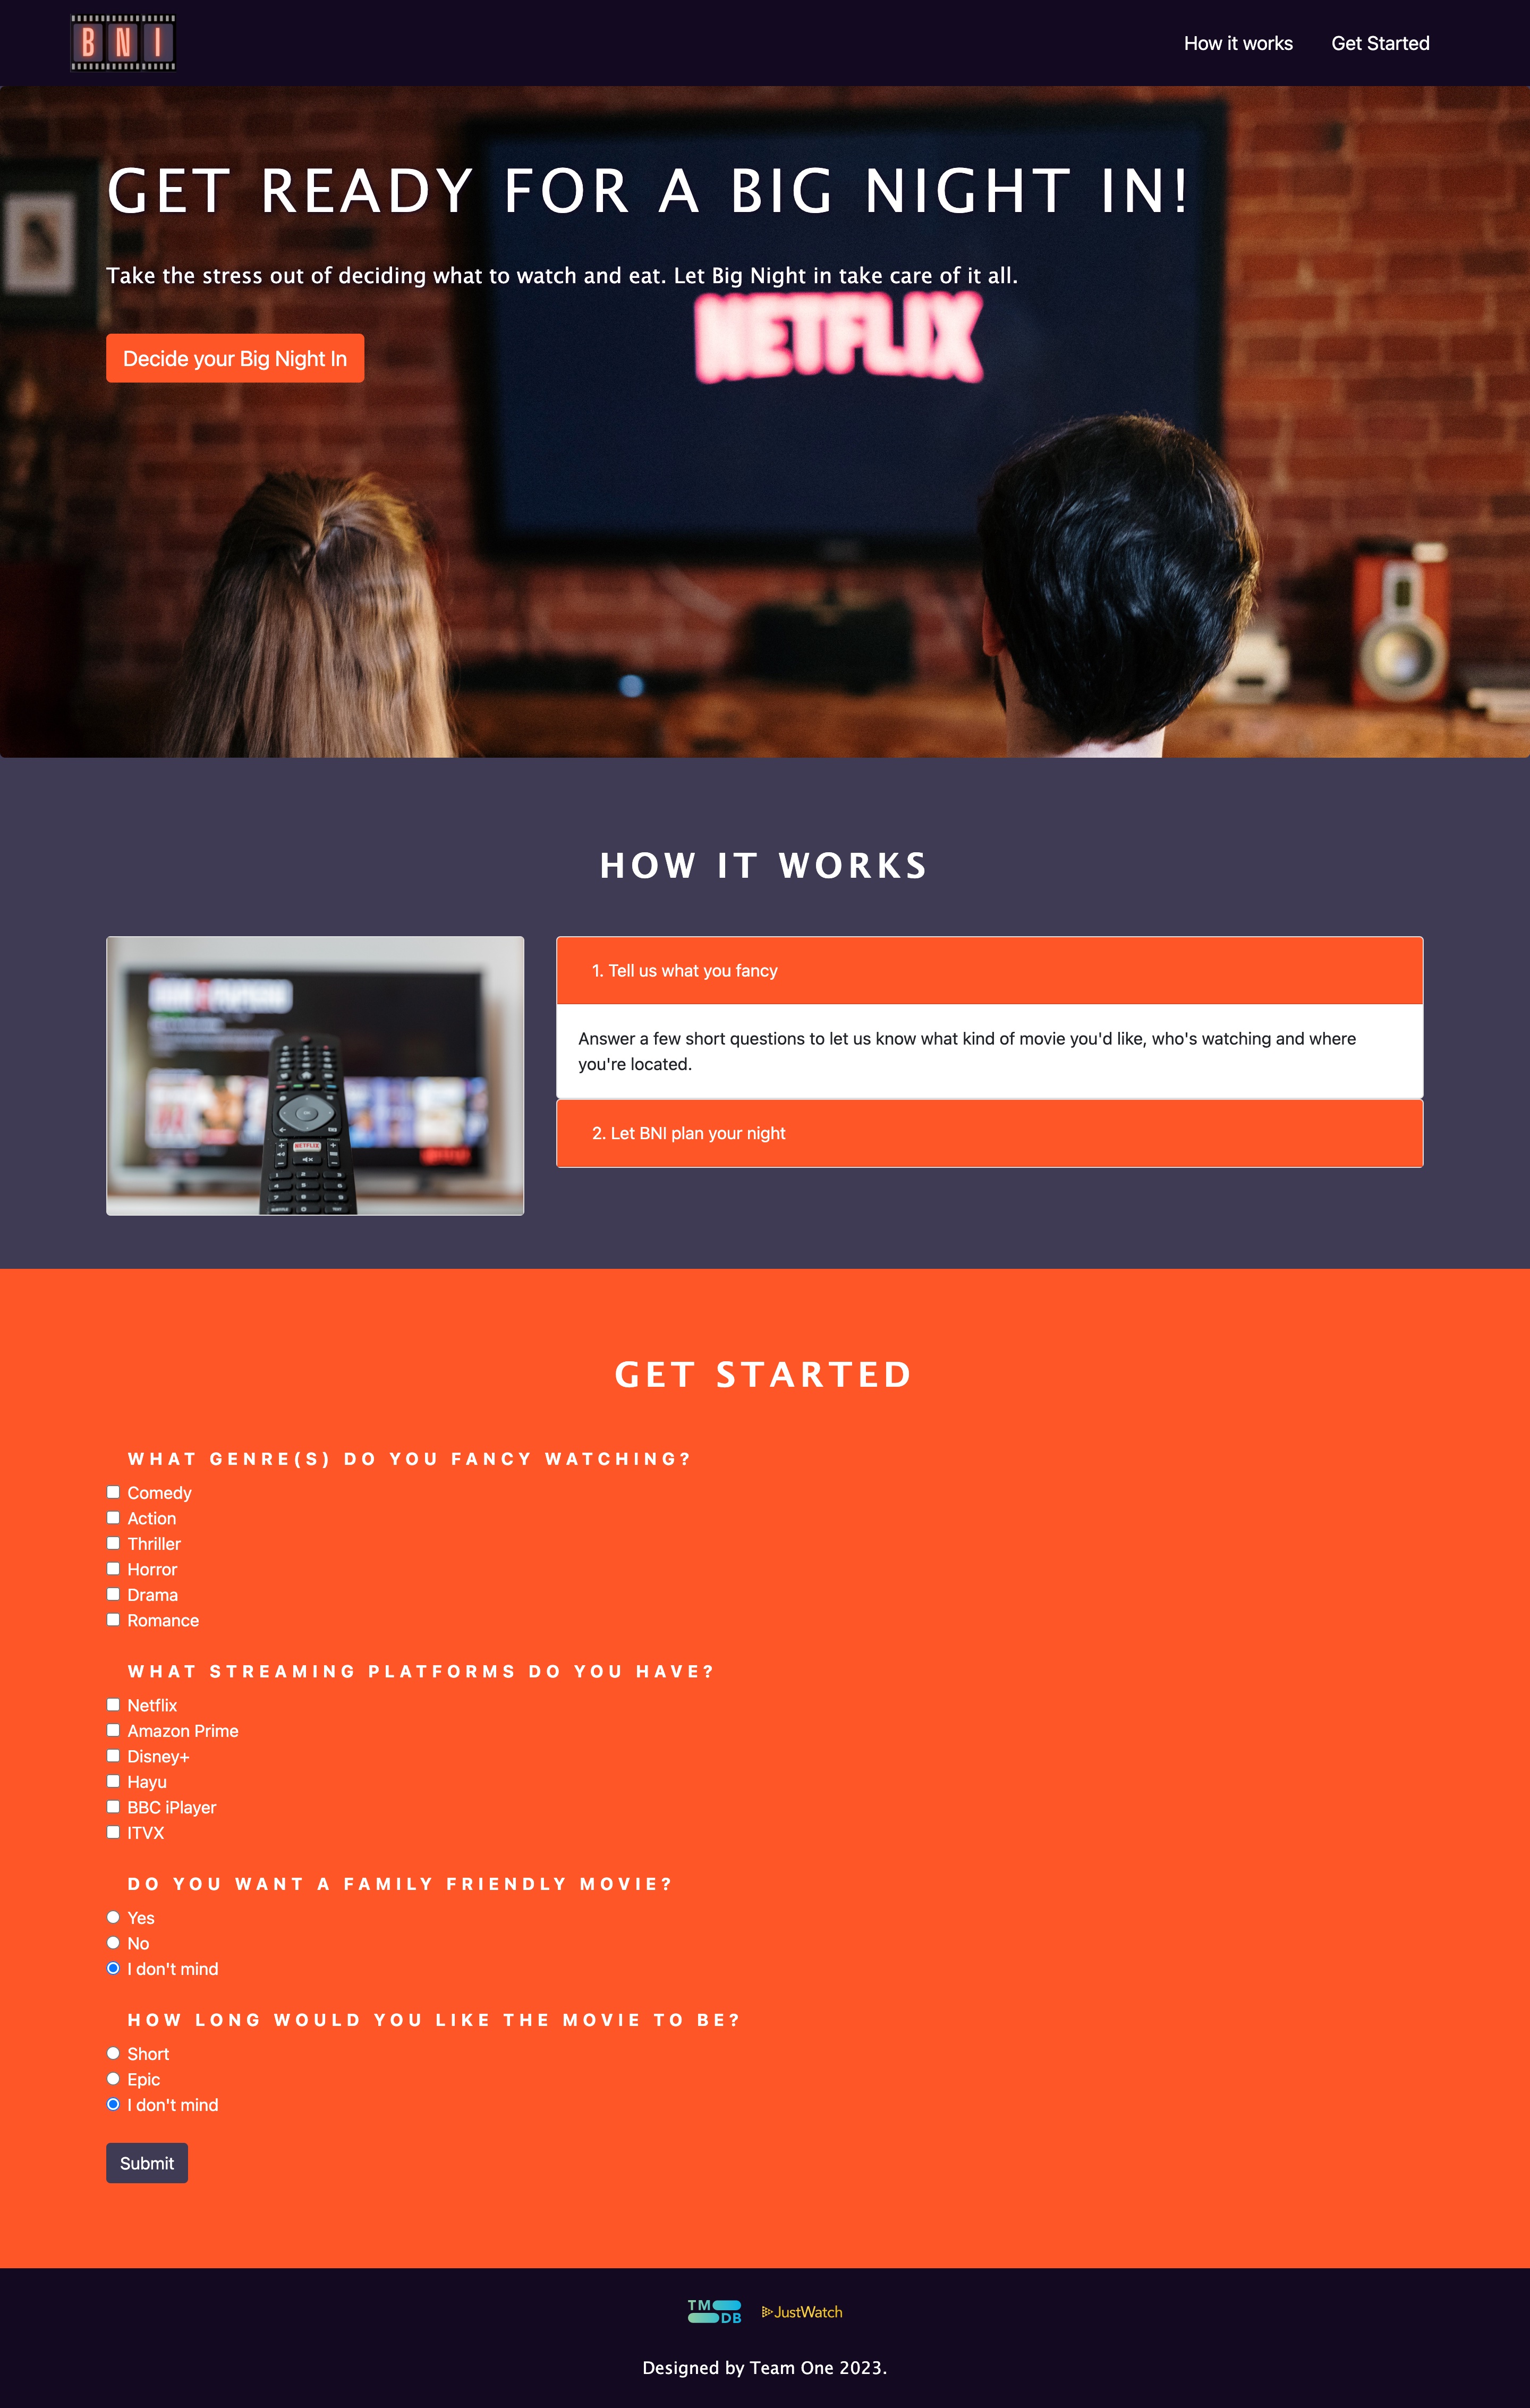 BNI
How it works
Get Started
GET READY FOR A BIG NIGHT IN!
Take the stress out of deciding what to watch and eat. Let Big Night in take care of it all.
NETFLIX
Decide your Big Night In
HOW IT WORKS
1. Tell us what you fancy
Answer a few short questions to let us know what kind of movie you'd like, who's watching and where
you're located.
NETFLIX
2. Let BNI plan your night
GET STARTED
WHAT GENRE(S) DO YOU FANCY WATCHING?
Comedy
Action
Thriller
Horror
Drama
Romance
WHAT STREAMING PLATFORMS DO YOU HAVE?
Netflix
Amazon Prime
Disney+
Hayu
BBC iPlayer
ITVX
DO YOU WANT A FAMILY FRIENDLY MOVIE?
Yes
No
I don't mind
HOW LONG WOULD YOU LIKE THE MOVIE TO BE?
Short
Epic
I don't mind
Submit
TM
DB
JustWatch
Designed by Team One 2023.